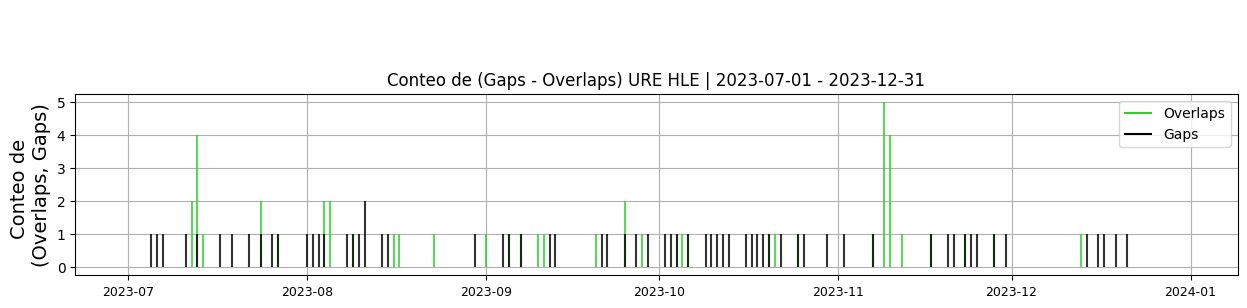 Conteo de (Gaps - Overlaps) URE HLE | 2023-07-01 - 2023-12-31
Conteo de
(Overlaps, Gaps)
5
4
3
2
1
0
Overlaps
Gaps
2023-07
2023-08
2023-09
2023-10
2023-11
2023-12
2024-01